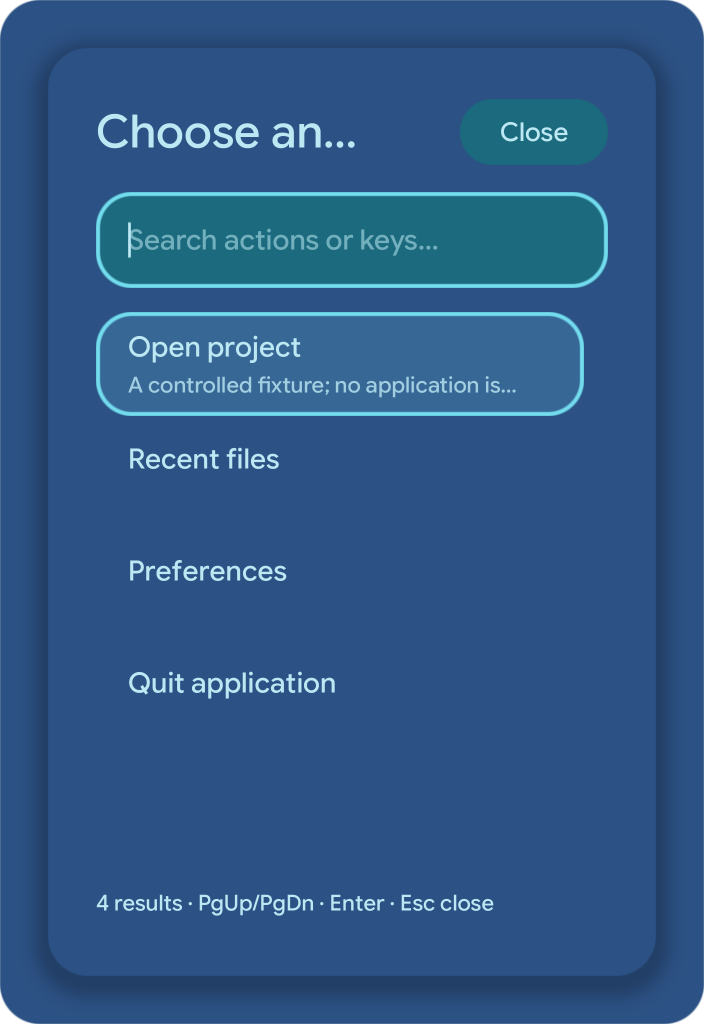 Choose an...
Close
Search actions or keys...
Open project
A controlled fixture; no application is...
Recent files
Preferences
Quit application
4 results · PgUp/PgDn · Enter · Esc close